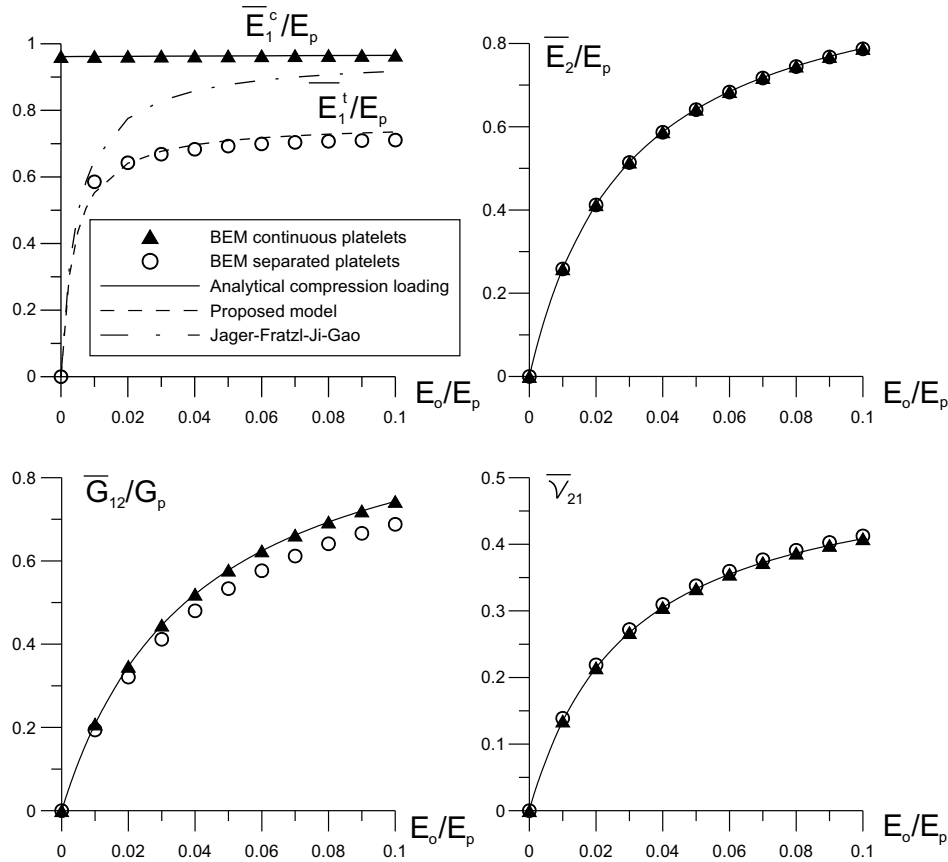 E̅₁ᶜ/Eₚ
1
0.8
0.6
0.4
0.2
0
E̅₁ᵗ/Eₚ
BEM continuous platelets
BEM separated platelets
Analytical compression loading
Proposed model
Jager-Fratzl-Ji-Gao
0 0.02 0.04 0.06 0.08 0.1
Eₒ/Eₚ
E̅₂/Eₚ
0.8
0.6
0.4
0.2
0
0 0.02 0.04 0.06 0.08 0.1
Eₒ/Eₚ
G̅₁₂/Gₚ
0.8
0.6
0.4
0.2
0
0 0.02 0.04 0.06 0.08 0.1
Eₒ/Eₚ
ν̅₂₁
0.5
0.4
0.3
0.2
0.1
0
0 0.02 0.04 0.06 0.08 0.1
Eₒ/Eₚ